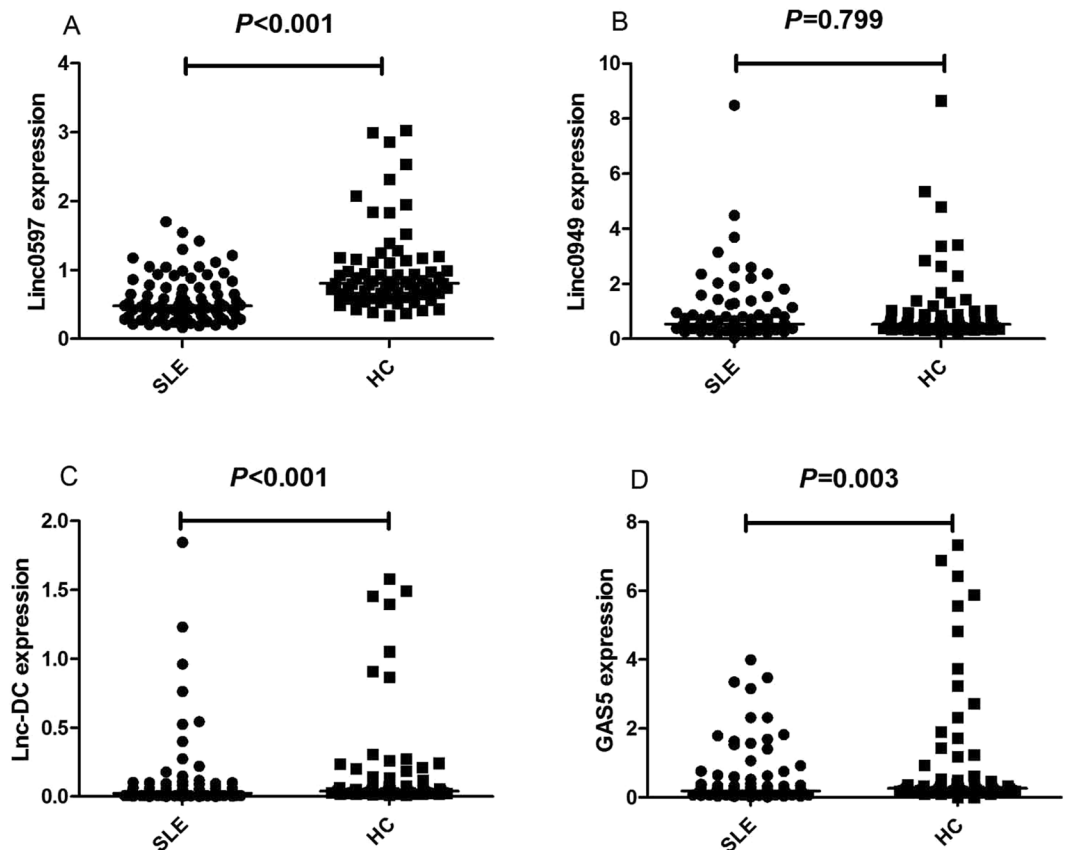 A
P<0.001
Linc0597 expression
4
3
2
1
0
SLE
HC
B
P=0.799
Linc0949 expression
10
8
6
4
2
0
SLE
HC
C
P<0.001
Lnc-DC expression
2.0
1.5
1.0
0.5
0.0
SLE
HC
D
P=0.003
GAS5 expression
8
6
4
2
0
SLE
HC